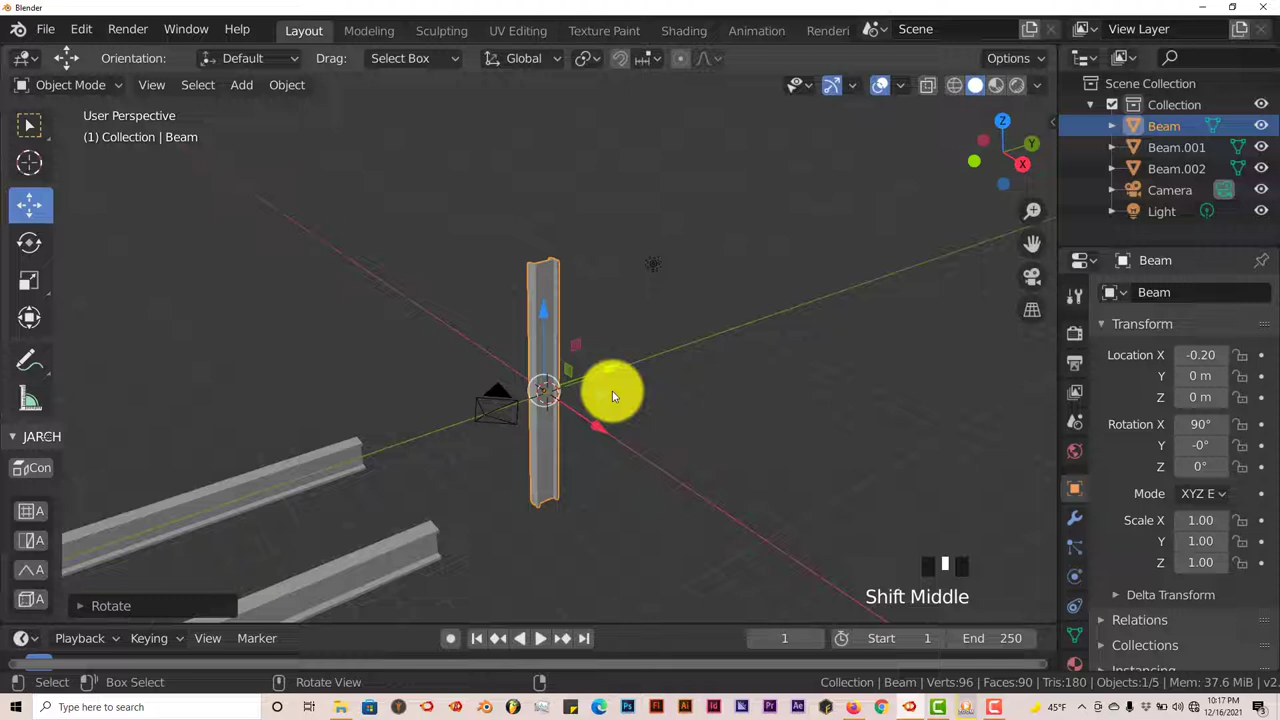 Blender
File Edit Render Window Help Layout Modeling Sculpting UV Editing Texture Paint Shading Animation Renderi Scene View Layer
Orientation: Default Drag: Select Box Global Options
Object Mode View Select Add Object
User Perspective
(1) Collection | Beam
Z
Y
X
Scene Collection
Collection
Beam
Beam.001
Beam.002
Camera
Light
Beam
Beam
Transform
Location X -0.20
Y 0 m
Z 0 m
Rotation X 90°
Y -0°
Z 0°
Mode XYZ E
Scale X 1.00
Y 1.00
Z 1.00
Delta Transform
Relations
Collections
JARCH
Con
A
A
A
A
Rotate
Shift Middle
Playback Keying View Marker 1 Start 1 End 250
Select Box Select Rotate View Collection | Beam | Verts:96 | Faces:90 | Tris:180 | Objects:1/5 | Mem: 37.6 MiB | v2.
Type here to search
45°F
10:17 PM
12/16/2021